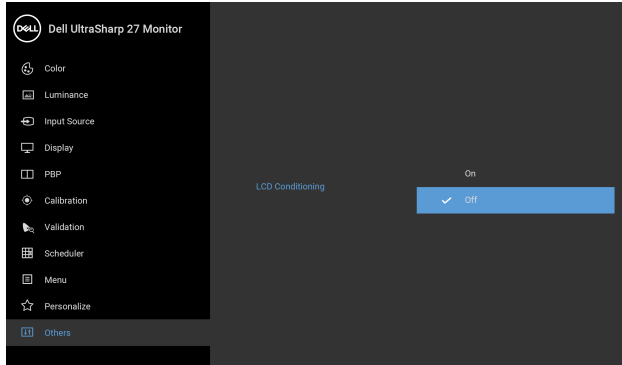 DELL Dell UltraSharp 27 Monitor
Color
Luminance
Input Source
Display
PBP
Calibration
Validation
Scheduler
Menu
Personalize
Others
LCD Conditioning
On
Off